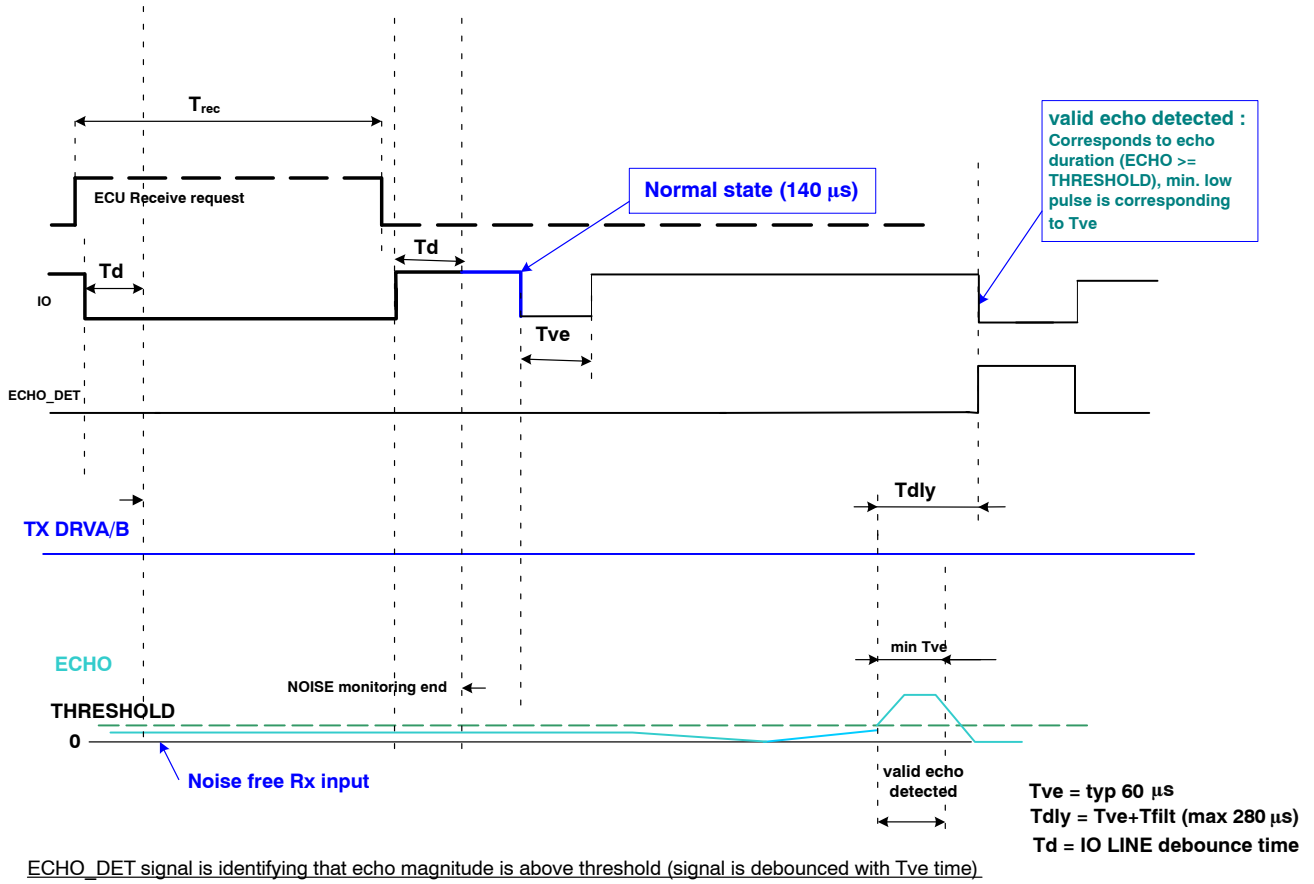 T_rec
ECU Receive request
Normal state (140 µs)
valid echo detected :
Corresponds to echo
duration (ECHO >=
THRESHOLD), min. low
pulse is corresponding
to Tve
Td
Td
IO
Tve
ECHO_DET
Tdly
TX DRVA/B
min Tve
ECHO
NOISE monitoring end
THRESHOLD
0
Noise free Rx input
valid echo
detected
Tve = typ 60 µs
Tdly = Tve+Tfilt (max 280 µs)
Td = IO LINE debounce time
ECHO_DET signal is identifying that echo magnitude is above threshold (signal is debounced with Tve time)